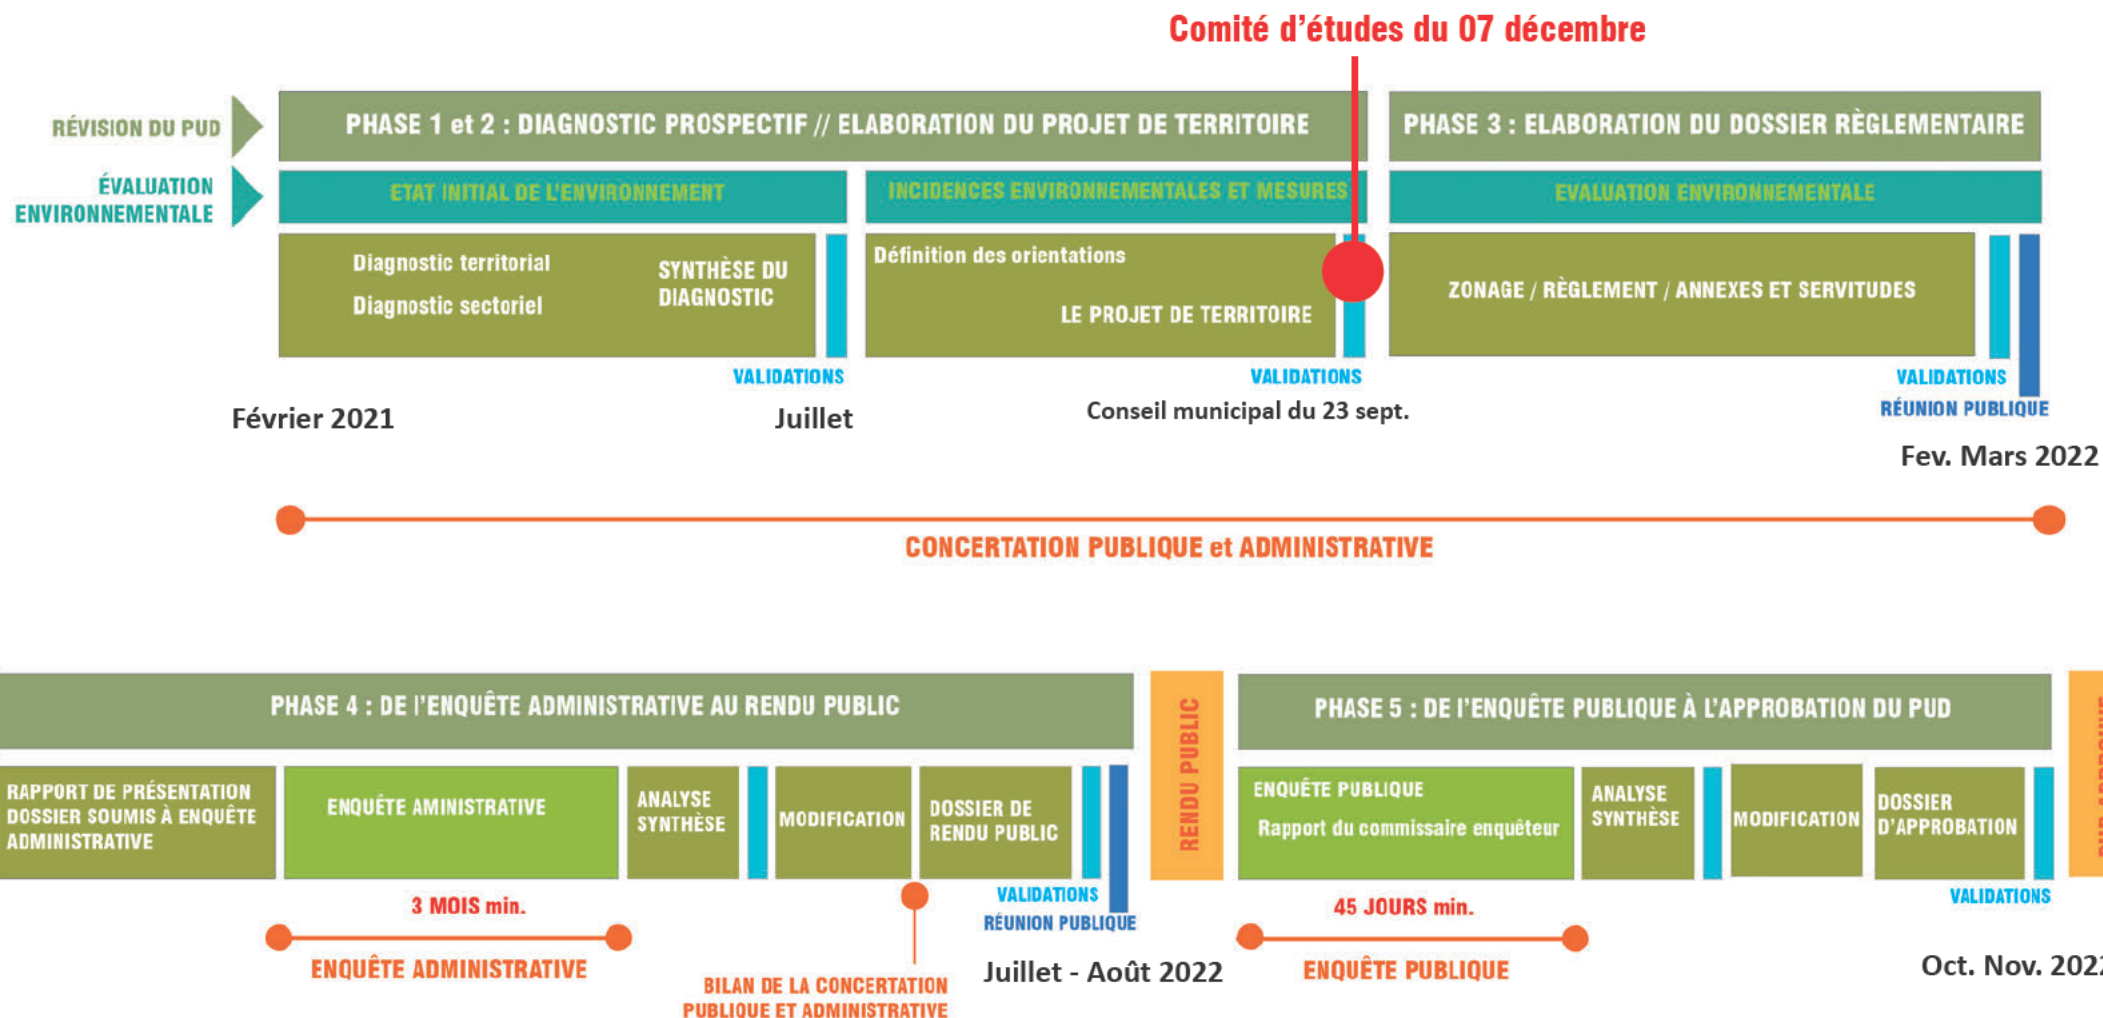 Comité d'études du 07 décembre
RÉVISION DU PUD
PHASE 1 et 2 : DIAGNOSTIC PROSPECTIF // ELABORATION DU PROJET DE TERRITOIRE
PHASE 3 : ELABORATION DU DOSSIER RÈGLEMENTAIRE
ÉVALUATION
ENVIRONNEMENTALE
ETAT INITIAL DE L'ENVIRONNEMENT
INCIDENCES ENVIRONNEMENTALES ET MESURES
EVALUATION ENVIRONNEMENTALE
Diagnostic territorial
Diagnostic sectoriel
SYNTHÈSE DU
DIAGNOSTIC
Définition des orientations
LE PROJET DE TERRITOIRE
ZONAGE / RÈGLEMENT / ANNEXES ET SERVITUDES
VALIDATIONS
VALIDATIONS
VALIDATIONS
RÉUNION PUBLIQUE
Février 2021
Juillet
Conseil municipal du 23 sept.
Fev. Mars 2022
CONCERTATION PUBLIQUE et ADMINISTRATIVE
PHASE 4 : DE l'ENQUÊTE ADMINISTRATIVE AU RENDU PUBLIC
RENDU PUBLIC
PHASE 5 : DE l'ENQUÊTE PUBLIQUE À L'APPROBATION DU PUD
RAPPORT DE PRÉSENTATION
DOSSIER SOUMIS À ENQUÊTE
ADMINISTRATIVE
ENQUÊTE AMINISTRATIVE
ANALYSE
SYNTHÈSE
MODIFICATION
DOSSIER DE
RENDU PUBLIC
ENQUÊTE PUBLIQUE
Rapport du commissaire enquêteur
ANALYSE
SYNTHÈSE
MODIFICATION
DOSSIER
D'APPROBATION
3 MOIS min.
VALIDATIONS
RÉUNION PUBLIQUE
45 JOURS min.
VALIDATIONS
ENQUÊTE ADMINISTRATIVE
BILAN DE LA CONCERTATION
PUBLIQUE ET ADMINISTRATIVE
Juillet - Août 2022
ENQUÊTE PUBLIQUE
Oct. Nov. 2022